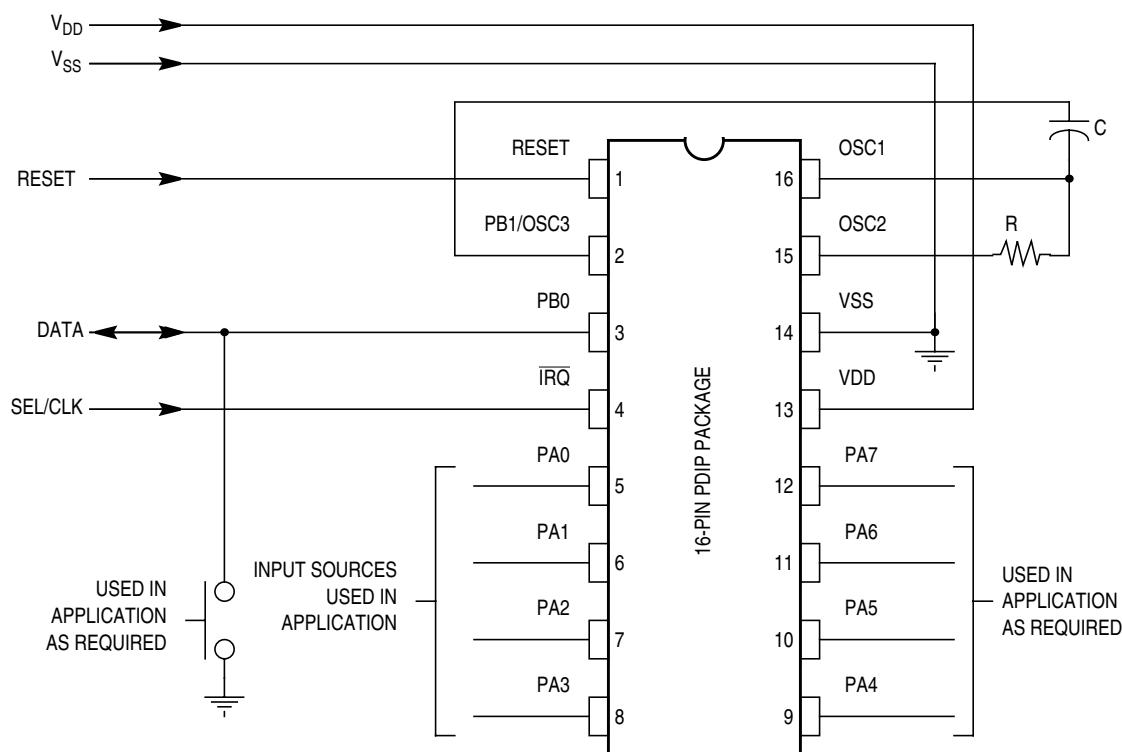 VDD
VSS
C
RESET
OSC1
RESET
1
16
PB1/OSC3
OSC2
R
2
15
PB0
VSS
DATA
3
14
IRQ
VDD
SEL/CLK
4
13
PA0
PA7
5
12
16-PIN PDIP PACKAGE
PA1
PA6
6
11
INPUT SOURCES
USED IN
APPLICATION
USED IN
APPLICATION
AS REQUIRED
USED IN
APPLICATION
AS REQUIRED
PA2
PA5
7
10
PA3
PA4
8
9